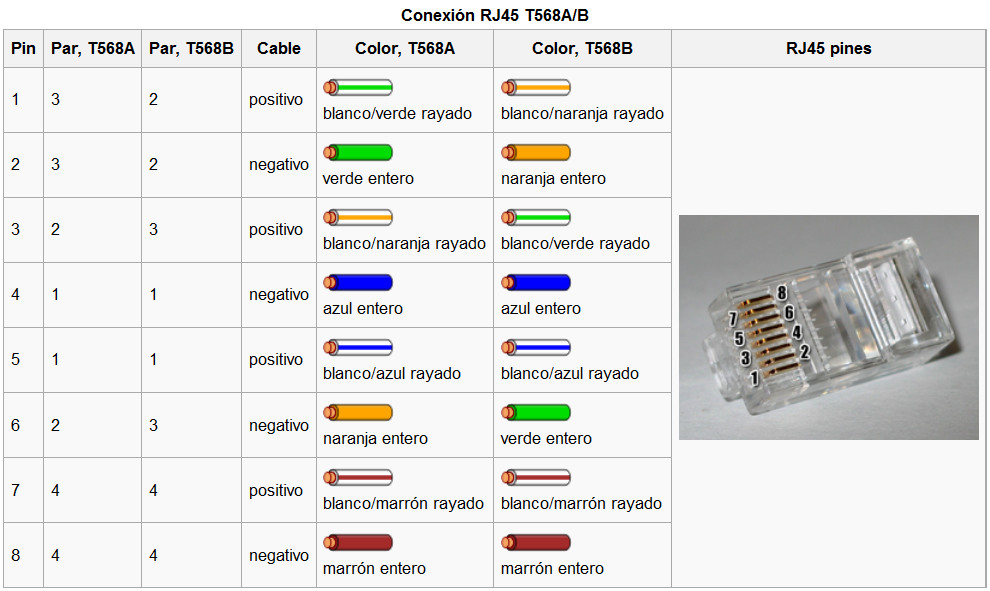 Conexión RJ45 T568A/B
Pin Par, T568A Par, T568B Cable Color, T568A Color, T568B RJ45 pines
1 3 2 positivo blanco/verde rayado blanco/naranja rayado
2 3 2 negativo verde entero naranja entero
3 2 3 positivo blanco/naranja rayado blanco/verde rayado
4 1 1 negativo azul entero azul entero
5 1 1 positivo blanco/azul rayado blanco/azul rayado
6 2 3 negativo naranja entero verde entero
7 4 4 positivo blanco/marrón rayado blanco/marrón rayado
8 4 4 negativo marrón entero marrón entero
8
7 6
5 4
3 2
1